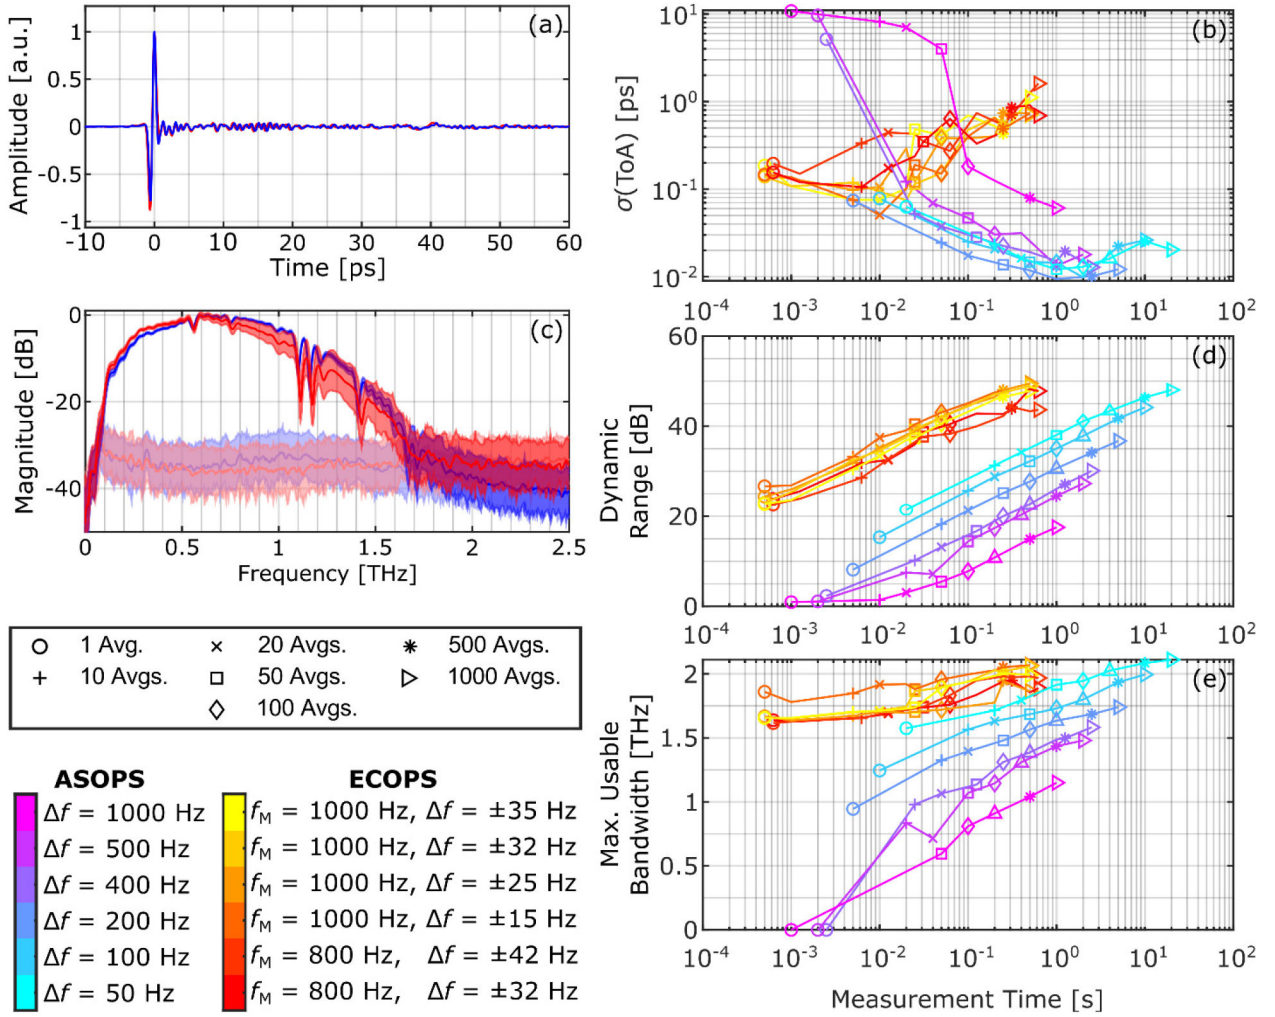 (a)
Amplitude [a.u.]
1
0.5
0
-0.5
-1
-10 0 10 20 30 40 50 60
Time [ps]
(b)
σ(ToA) [ps]
10¹
10⁰
10⁻¹
10⁻²
10⁻⁴ 10⁻³ 10⁻² 10⁻¹ 10⁰ 10¹ 10²
(c)
Magnitude [dB]
0
-20
-40
0 0.5 1 1.5 2 2.5
Frequency [THz]
(d)
Dynamic
Range [dB]
60
40
20
0
10⁻⁴ 10⁻³ 10⁻² 10⁻¹ 10⁰ 10¹ 10²
(e)
Max. Usable
Bandwidth [THz]
2
1.5
1
0.5
0
10⁻⁴ 10⁻³ 10⁻² 10⁻¹ 10⁰ 10¹ 10²
Measurement Time [s]
1 Avg. 20 Avgs. 500 Avgs.
10 Avgs. 50 Avgs. 1000 Avgs.
100 Avgs.
ASOPS
Δf = 1000 Hz
Δf = 500 Hz
Δf = 400 Hz
Δf = 200 Hz
Δf = 100 Hz
Δf = 50 Hz
ECOPS
f_M = 1000 Hz, Δf = ±35 Hz
f_M = 1000 Hz, Δf = ±32 Hz
f_M = 1000 Hz, Δf = ±25 Hz
f_M = 1000 Hz, Δf = ±15 Hz
f_M = 800 Hz, Δf = ±42 Hz
f_M = 800 Hz, Δf = ±32 Hz